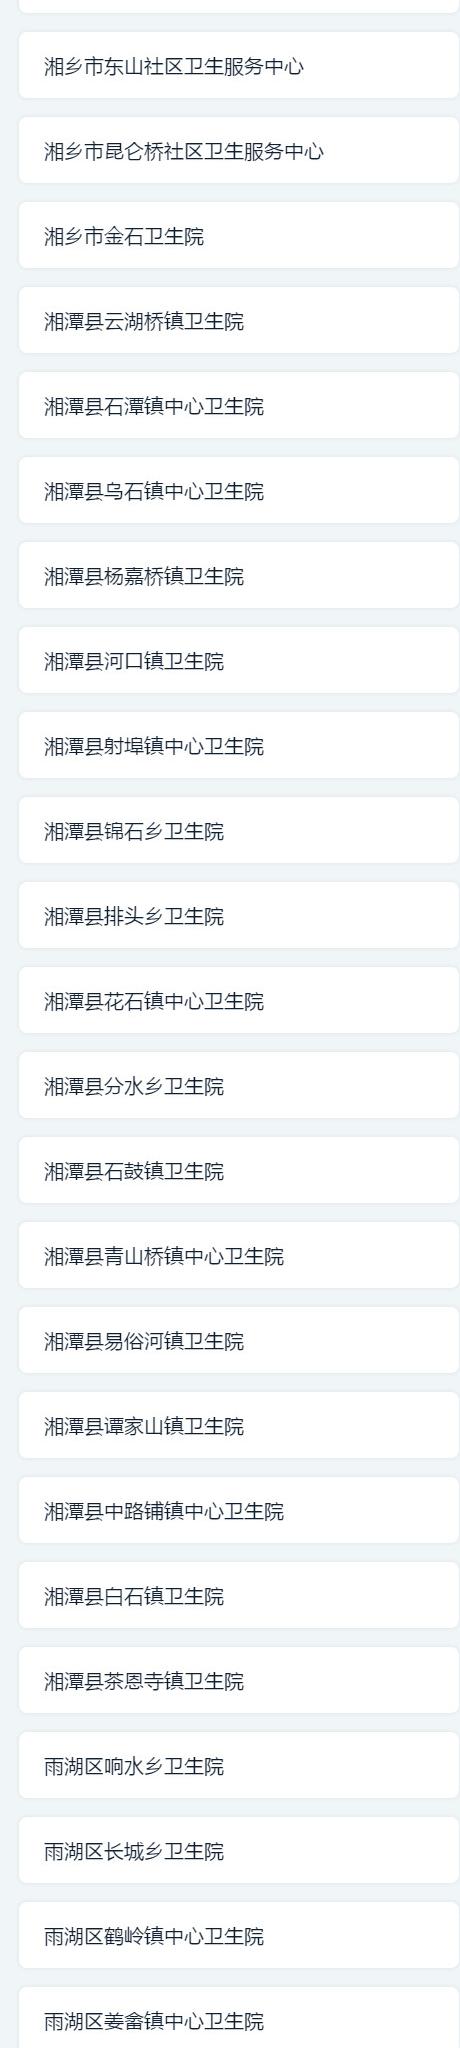 湘乡市东山社区卫生服务中心
湘乡市昆仑桥社区卫生服务中心
湘乡市金石卫生院
湘潭县云湖桥镇卫生院
湘潭县石潭镇中心卫生院
湘潭县乌石镇中心卫生院
湘潭县杨嘉桥镇卫生院
湘潭县河口镇卫生院
湘潭县射埠镇中心卫生院
湘潭县锦石乡卫生院
湘潭县排头乡卫生院
湘潭县花石镇中心卫生院
湘潭县分水乡卫生院
湘潭县石鼓镇卫生院
湘潭县青山桥镇中心卫生院
湘潭县易俗河镇卫生院
湘潭县谭家山镇卫生院
湘潭县中路铺镇中心卫生院
湘潭县白石镇卫生院
湘潭县茶恩寺镇卫生院
雨湖区响水乡卫生院
雨湖区长城乡卫生院
雨湖区鹤岭镇中心卫生院
雨湖区姜畲镇中心卫生院